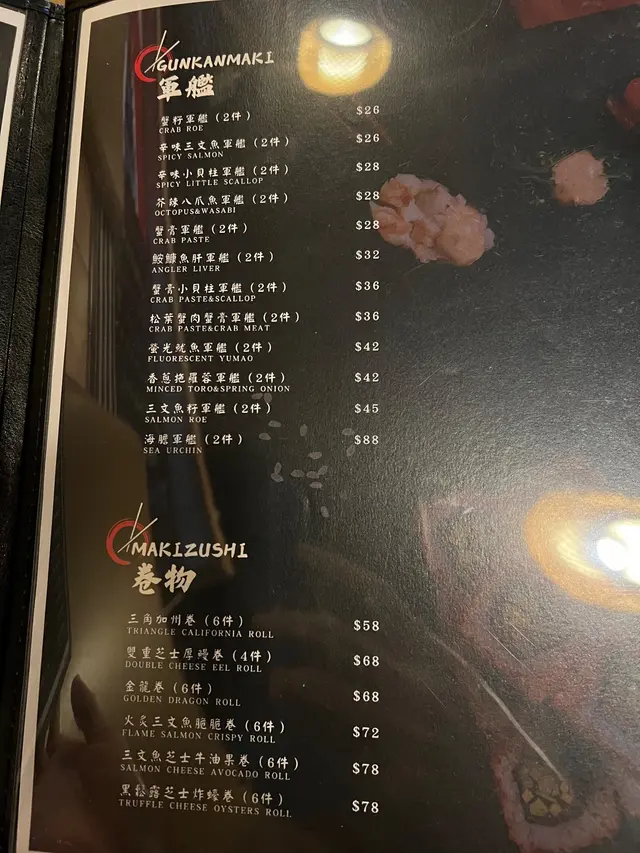 GUNKANMAKI
軍艦
蟹籽軍艦（2件） $26
CRAB ROE
辛味三文魚軍艦（2件） $26
SPICY SALMON
辛味小貝柱軍艦（2件） $28
SPICY LITTLE SCALLOP
芥辣八爪魚軍艦（2件） $28
OCTOPUS&WASABI
蟹膏軍艦（2件） $28
CRAB PASTE
鮟鱇魚肝軍艦（2件） $32
ANGLER LIVER
蟹膏小貝柱軍艦（2件） $36
CRAB PASTE&SCALLOP
松葉蟹肉蟹膏軍艦（2件） $36
CRAB PASTE&CRAB MEAT
螢光魷魚軍艦（2件） $42
FLUORESCENT YUMAO
香蔥拖羅蓉軍艦（2件） $42
MINCED TORO&SPRING ONION
三文魚籽軍艦（2件） $45
SALMON ROE
海膽軍艦（2件） $88
SEA URCHIN
MAKIZUSHI
卷物
三角加州卷（6件） $58
TRIANGLE CALIFORNIA ROLL
雙重芝士厚鰻卷（4件） $68
DOUBLE CHEESE EEL ROLL
金龍卷（6件） $68
GOLDEN DRAGON ROLL
火炙三文魚脆脆卷（6件） $72
FLAME SALMON CRISPY ROLL
三文魚芝士牛油果卷（6件） $78
SALMON CHEESE AVOCADO ROLL
黑松露芝士炸蠔卷（6件） $78
TRUFFLE CHEESE OYSTERS ROLL